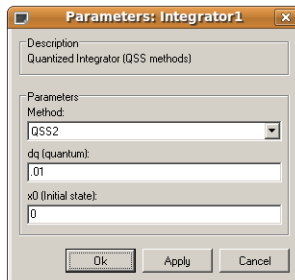 Parameters: Integrator1
Description
Quantized Integrator (QSS methods)
Parameters
Method:
QSS2
dq (quantum):
.01
x0 (Initial state):
0
Ok Apply Cancel